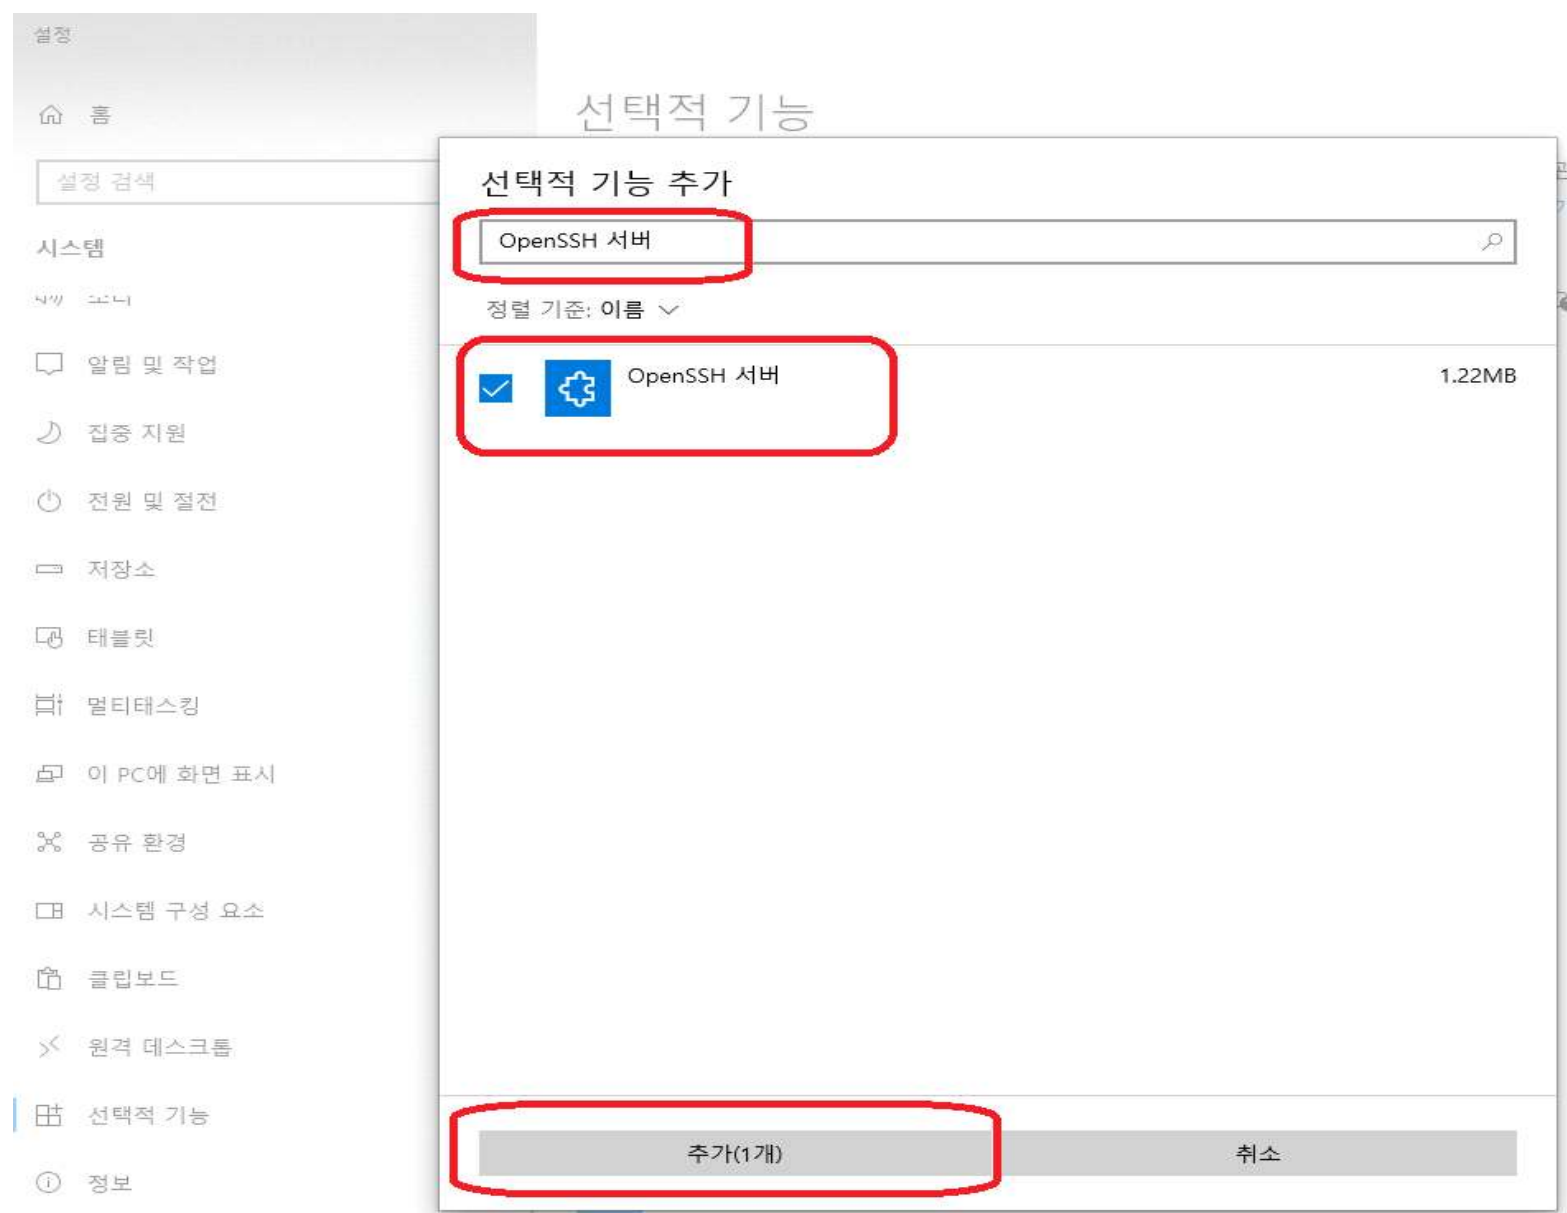 설정
홈
선택적 기능
설정 검색
선택적 기능 추가
OpenSSH 서버
시스템
정렬 기준: 이름
알림 및 작업
OpenSSH 서버
1.22MB
집중 지원
전원 및 절전
저장소
태블릿
멀티태스킹
이 PC에 화면 표시
공유 환경
시스템 구성 요소
클립보드
원격 데스크톱
선택적 기능
추가(1개)
취소
정보